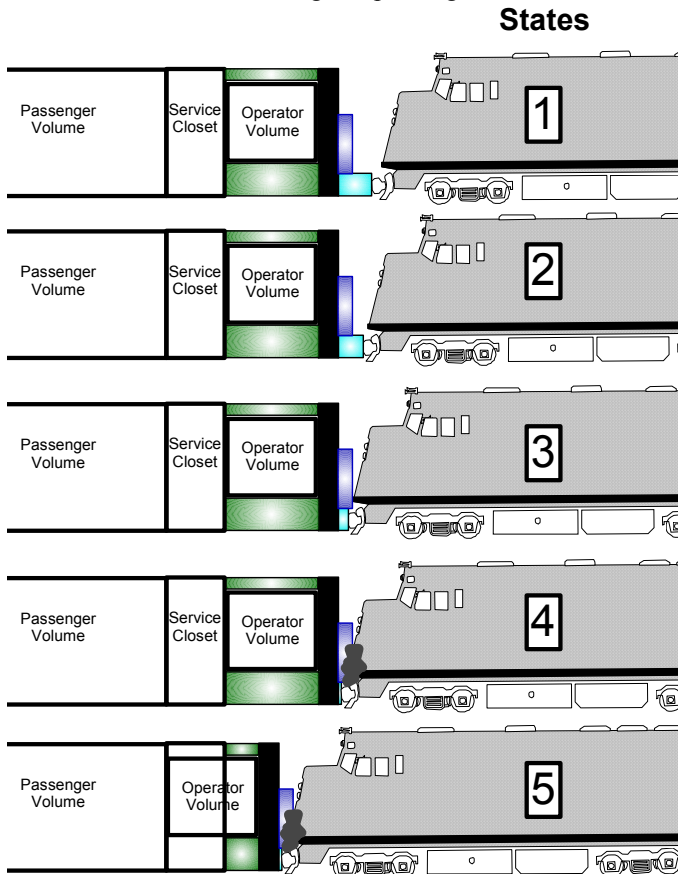 States
Passenger
Volume
Service
Closet
Operator
Volume
1
Passenger
Volume
Service
Closet
Operator
Volume
2
Passenger
Volume
Service
Closet
Operator
Volume
3
Passenger
Volume
Service
Closet
Operator
Volume
4
Passenger
Volume
Operator
Volume
5